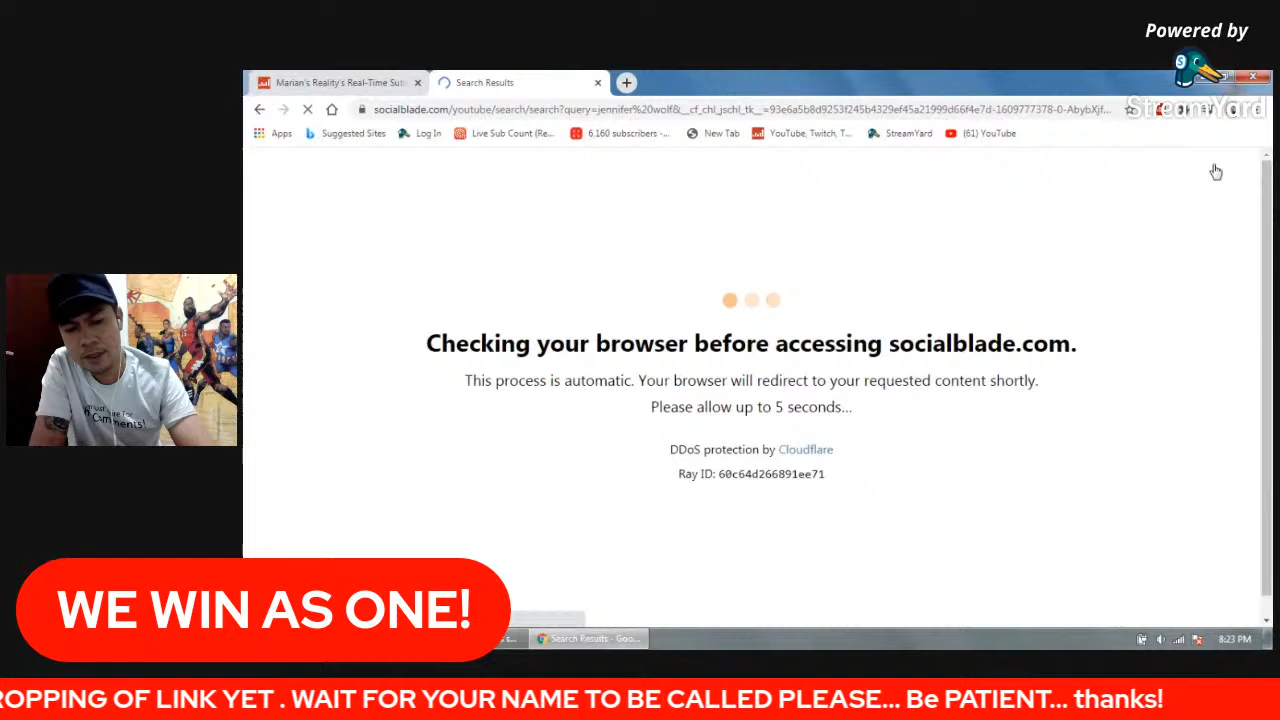 Powered by
StreamYard
Marian's Reality's Real-Time Sub
Search Results
socialblade.com/youtube/search/search?query=jennifer%20wolf&__cf_chl_jschl_tk__=93e6a5b8d9253f245b4329ef45a21999d66f4e7d-1609777378-0-AbybXjf...
Apps
Suggested Sites
Log In
Live Sub Count (Re...
6,160 subscribers -...
New Tab
YouTube, Twitch, T...
StreamYard
(61) YouTube
Checking your browser before accessing socialblade.com.
This process is automatic. Your browser will redirect to your requested content shortly.
Please allow up to 5 seconds...
DDoS protection by Cloudflare
Ray ID: 60c64d266891ee71
Comments!
WE WIN AS ONE!
Search Results - Goo...
8:23 PM
ROPPING OF LINK YET . WAIT FOR YOUR NAME TO BE CALLED PLEASE... Be PATIENT... thanks!